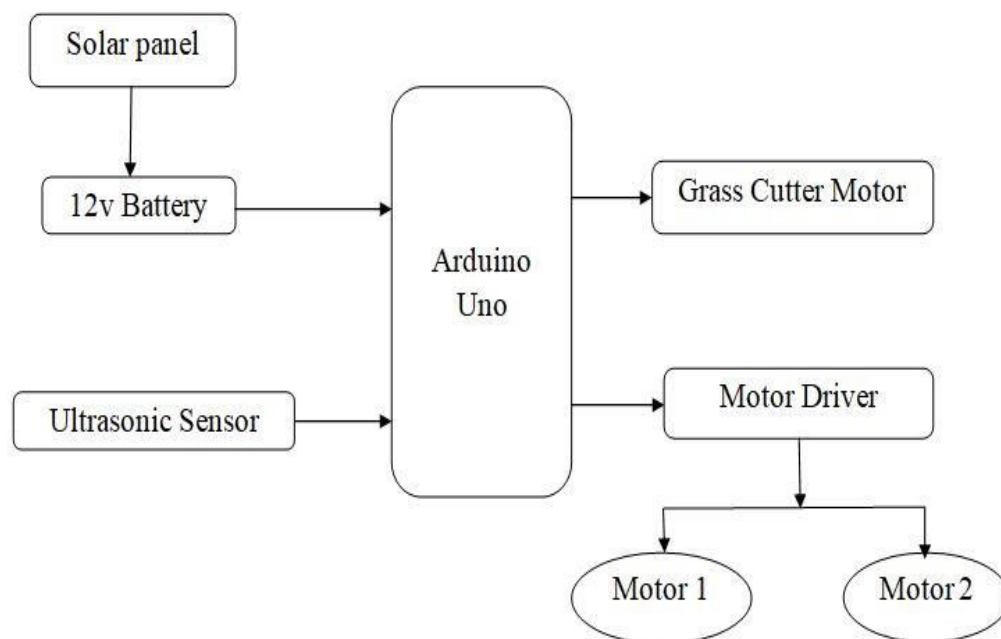 Solar panel
12v Battery
Ultrasonic Sensor
Arduino
Uno
Grass Cutter Motor
Motor Driver
Motor 1
Motor 2